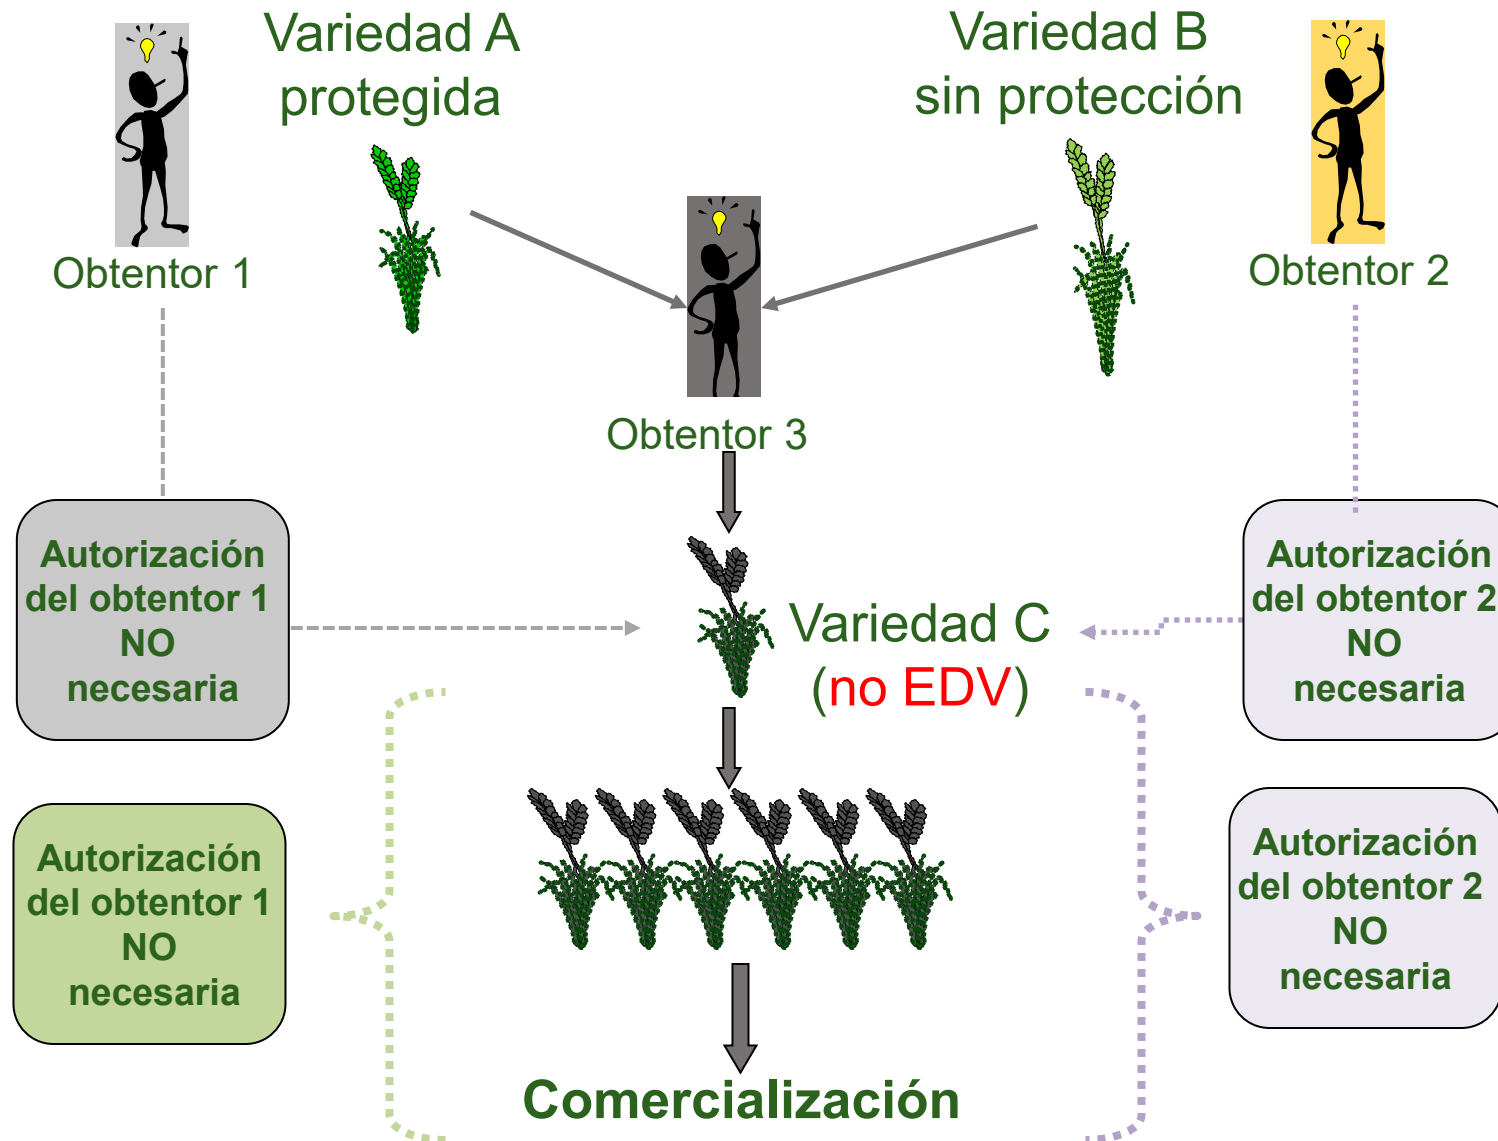 Variedad A
protegida
Variedad B
sin protección
Obtentor 1
Obtentor 2
Obtentor 3
Autorización
del obtentor 1
NO
necesaria
Variedad C
(no EDV)
Autorización
del obtentor 2
NO
necesaria
Autorización
del obtentor 1
NO
necesaria
Autorización
del obtentor 2
NO
necesaria
Comercialización